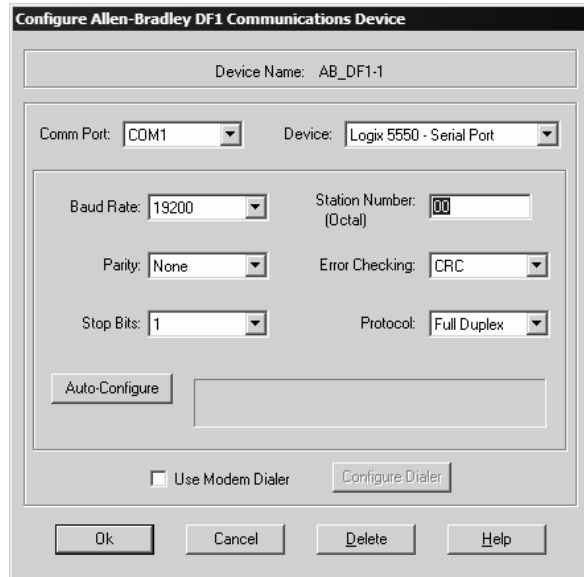 Configure Allen-Bradley DF1 Communications Device
Device Name: AB_DF1-1
Comm Port: COM1 Device: Logix 5550 - Serial Port
Baud Rate: 19200 Station Number: 00
(Octal)
Parity: None Error Checking: CRC
Stop Bits: 1 Protocol: Full Duplex
Auto-Configure
Use Modem Dialer Configure Dialer
Ok Cancel Delete Help